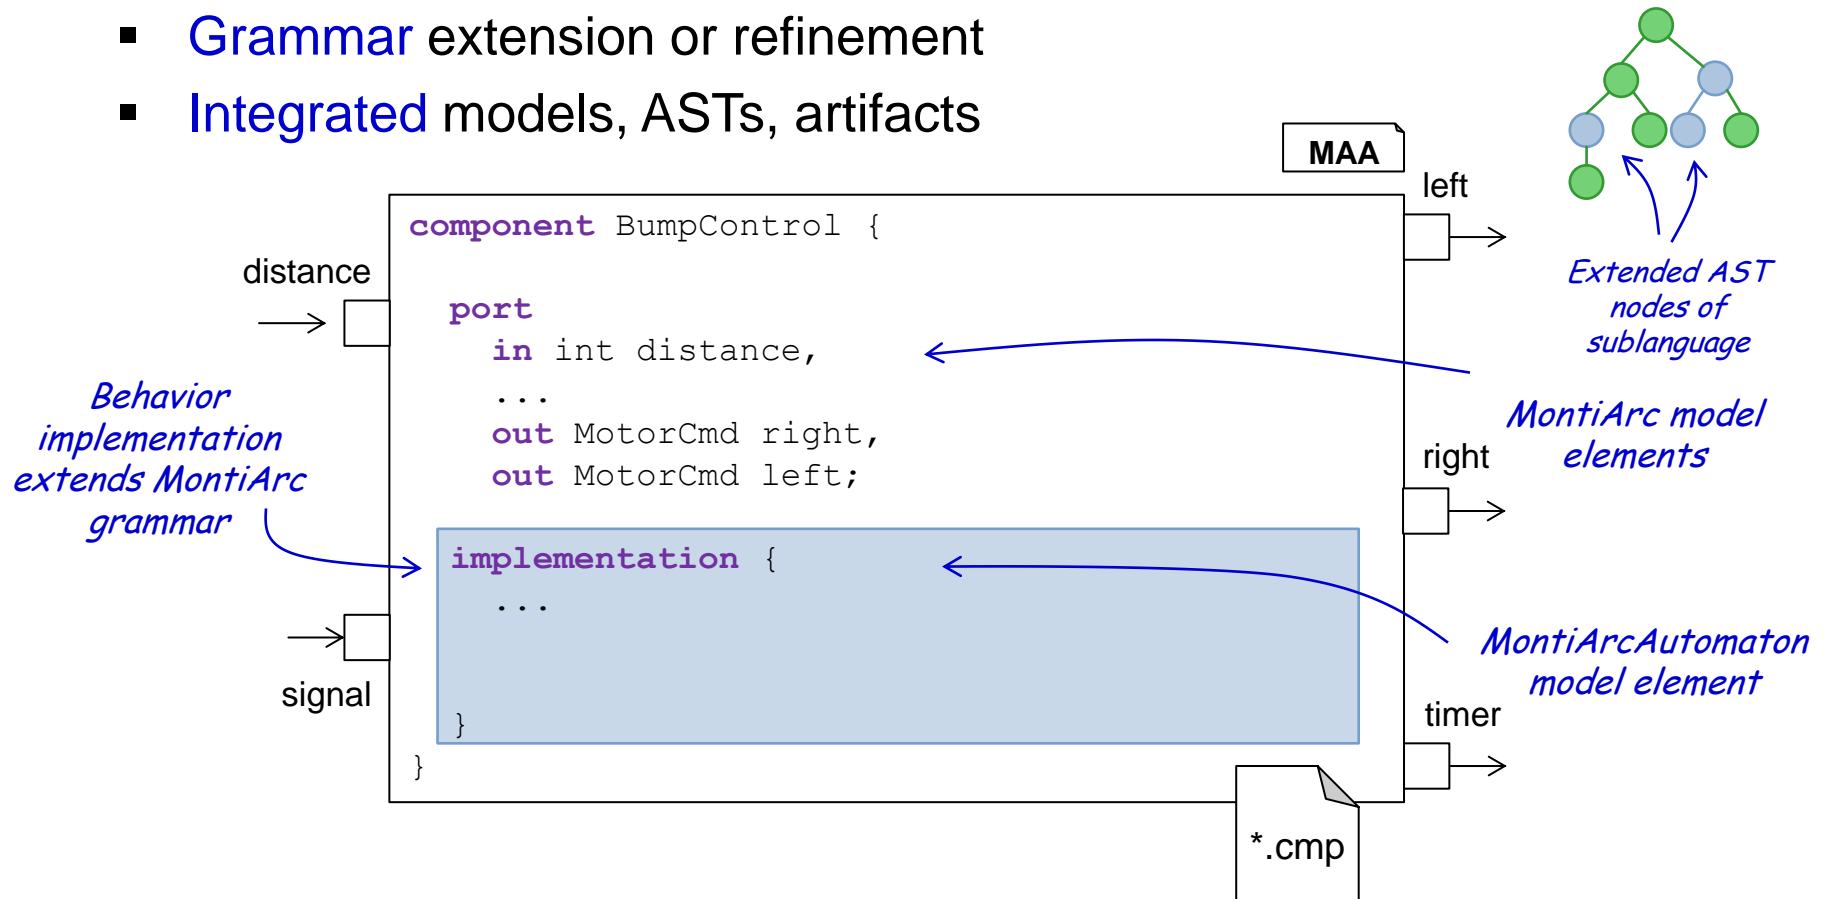 ▪ Grammar extension or refinement
▪ Integrated models, ASTs, artifacts
MAA
left
component BumpControl {
distance
Extended AST
nodes of
sublanguage
port
in int distance,
...
out MotorCmd right,
out MotorCmd left;
Behavior
implementation
extends MontiArc
grammar
MontiArc model
elements
right
implementation {
...
}
}
MontiArcAutomaton
model element
signal
timer
*.cmp